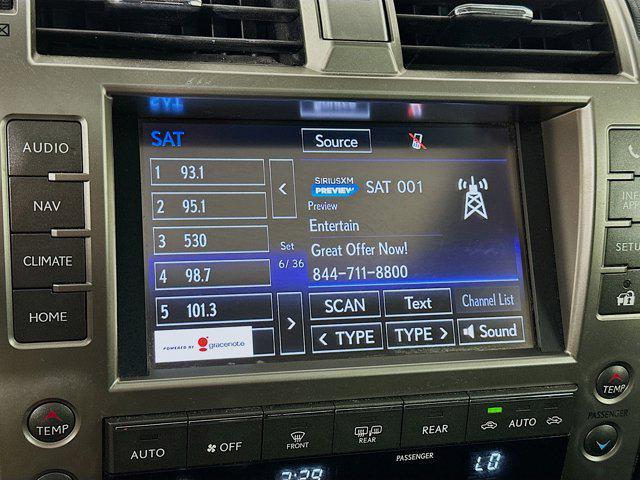 SAT
Source
AUDIO
NAV
CLIMATE
HOME
1 93.1
2 95.1
3 530
4 98.7
5 101.3
Set
6/36
SIRIUSXM
PREVIEW
SAT 001
Preview
Entertain
Great Offer Now!
844-711-8800
SCAN
Text
Channel List
< TYPE
TYPE >
Sound
POWERED BY gracenote
SETU
TEMP
TEMP
PASSENGER
AUTO
OFF
FRONT
REAR
REAR
AUTO
PASSENGER
LO